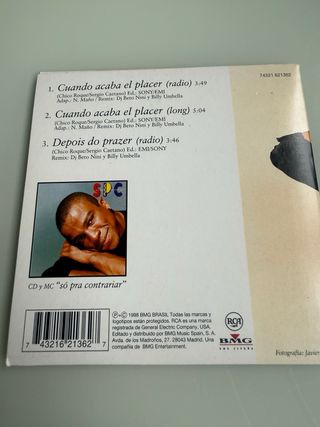 74321 621362
1. Cuando acaba el placer (radio) 3:49
(Chico Roque/Sergio Caetano) Ed.: SONY/EMI
Adap.: N. Maño / Remix: Dj Beto Nini y Billy Umbella
2. Cuando acaba el placer (long) 5:04
(Chico Roque/Sergio Caetano) Ed.: SONY/EMI
Adap.: N. Maño / Remix: Dj Beto Nini y Billy Umbella
3. Depois do prazer (radio) 3:46
(Chico Roque/Sergio Caetano) Ed.: EMI/SONY
Remix: Dj Beto Nini y Billy Umbella
SPC
CD y MC "só pra contrariar"
℗+© 1998 BMG BRASIL Todas las marcas y
logotipos están protegidos. RCA es una marca
registrada de General Electric Company, USA.
Editado y distribuido por BMG Music Spain, S. A.
Avda. de los Madroños, 27. 28043 Madrid. Una
compañía de BMG Entertainment.
RCA
BMG
BMG ESPAÑA
7 43216 21362 7
Fotografía: Javier